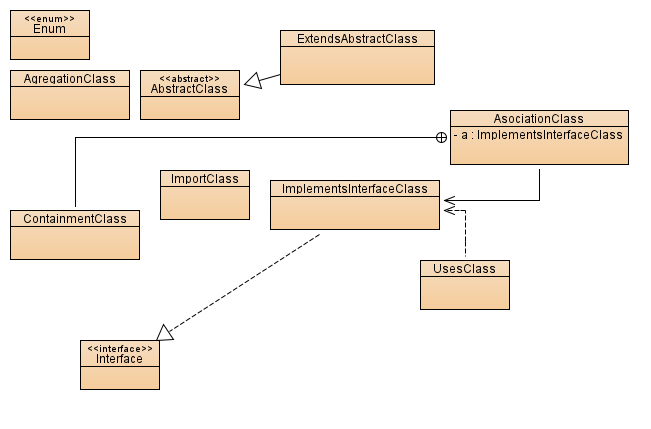 <<enum>>
Enum
ExtendsAbstractClass
AgregationClass
<<abstract>>
AbstractClass
AsociationClass
- a : ImplementsInterfaceClass
ImportClass
ImplementsInterfaceClass
ContainmentClass
UsesClass
<<interface>>
Interface